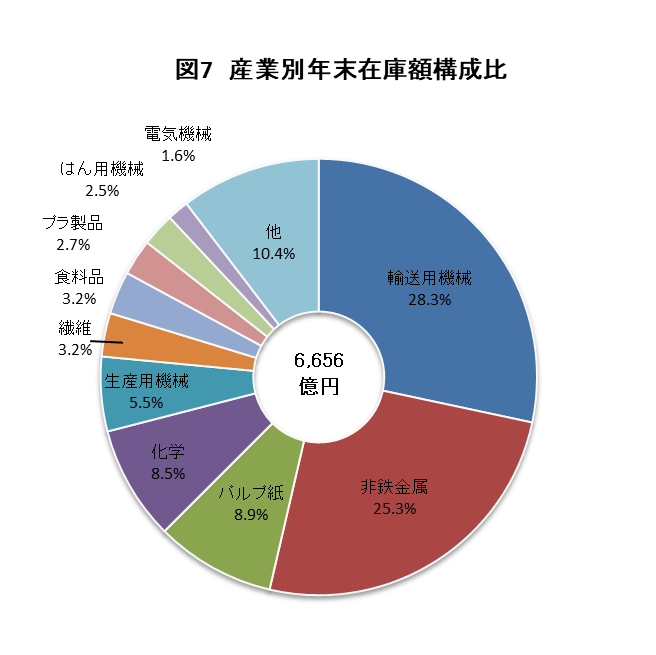 図7 産業別年末在庫額構成比
輸送用機械
28.3%
非鉄金属
25.3%
パルプ紙
8.9%
化学
8.5%
生産用機械
5.5%
繊維
3.2%
食料品
3.2%
プラ製品
2.7%
はん用機械
2.5%
電気機械
1.6%
他
10.4%
6,656
億円